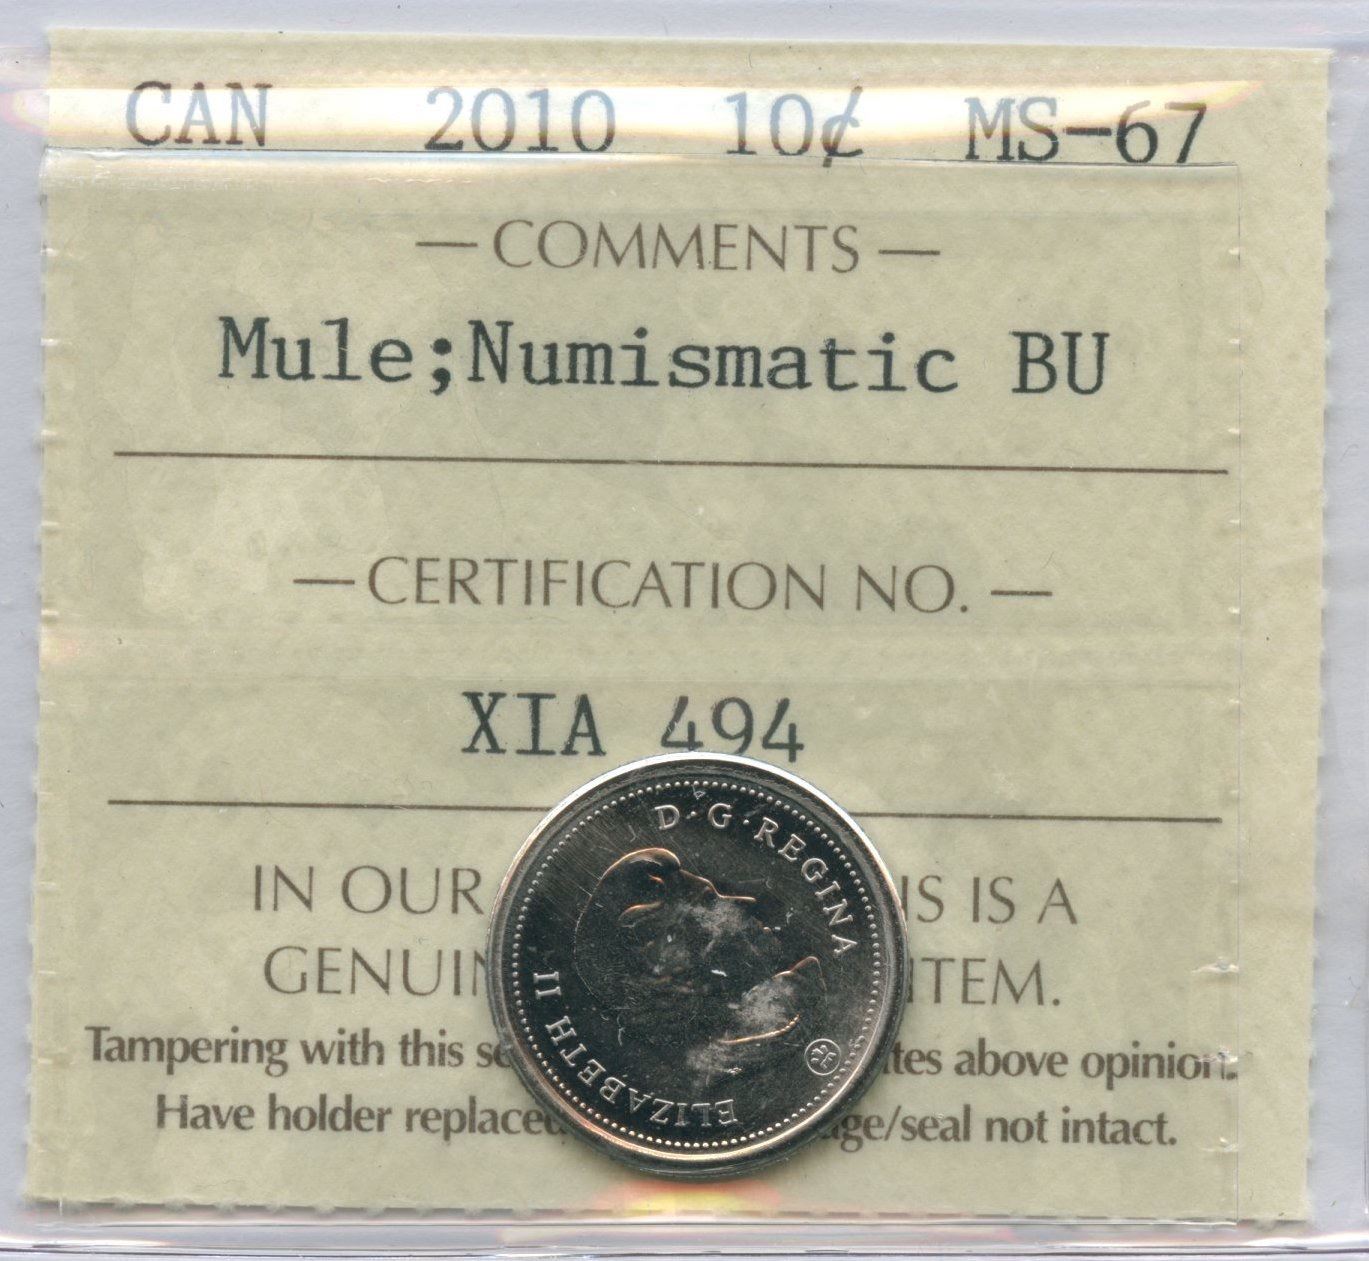 CAN 2010 10¢ MS-67
— COMMENTS —
Mule;Numismatic BU
— CERTIFICATION NO. —
XIA 494
IN OUR IS IS A
GENUIN ITEM.
Tampering with this se tes above opinion.
Have holder replaced ge/seal not intact.
ELIZABETH II D·G·REGINA